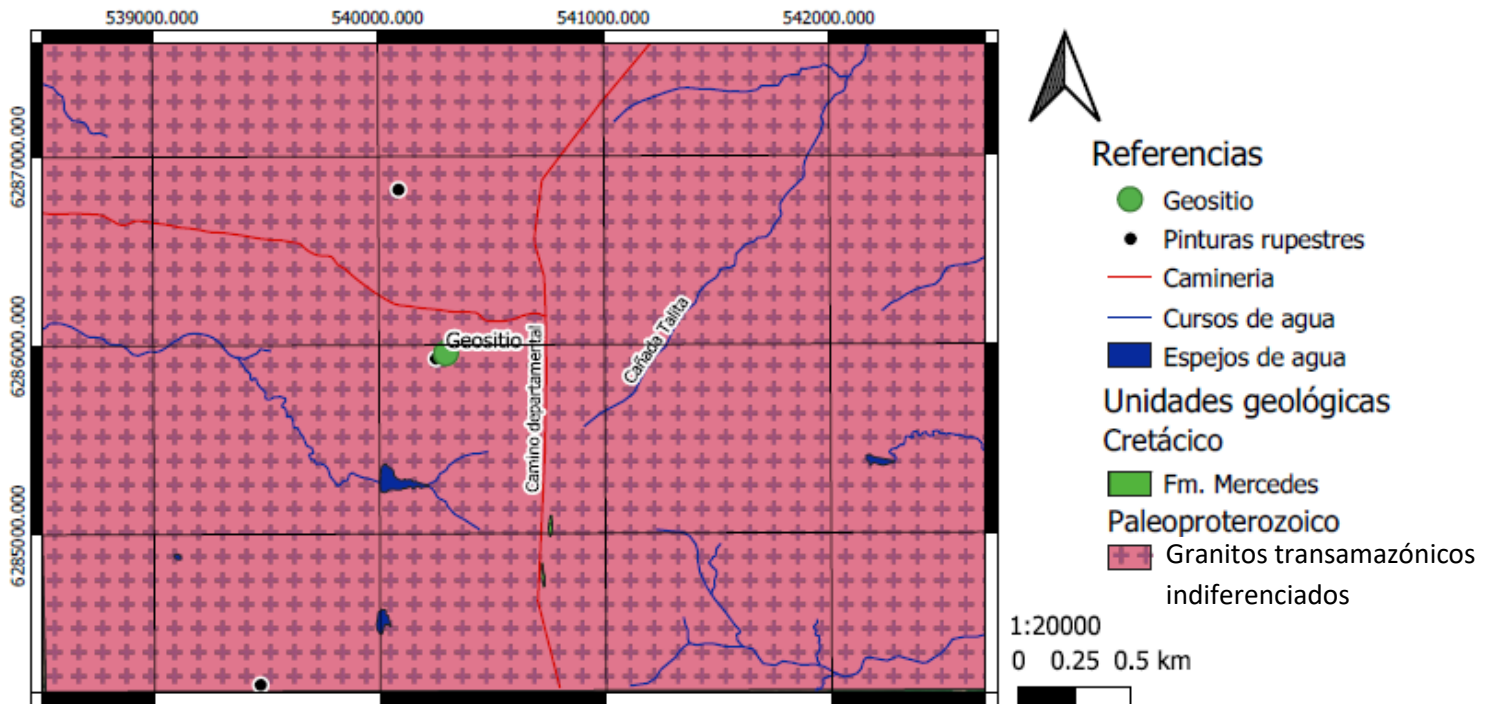 539000.000 540000.000 541000.000 542000.000
6287000.000
6286000.000
6285000.000
Geositio
Camino departamental
Cañada Talita
Referencias
Geositio
Pinturas rupestres
Camineria
Cursos de agua
Espejos de agua
Unidades geológicas
Cretácico
Fm. Mercedes
Paleoproterozoico
Granitos transamazónicos
indiferenciados
1:20000
0 0.25 0.5 km